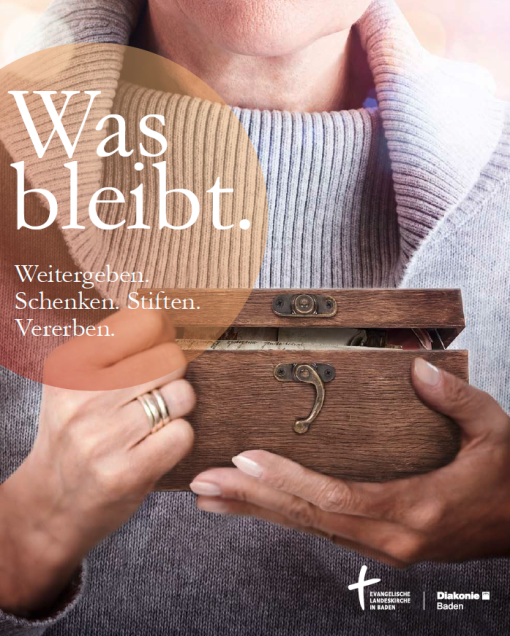 Was
bleibt.
Weitergeben.
Schenken. Stiften.
Vererben.
EVANGELISCHE
LANDESKIRCHE
IN BADEN
Diakonie
Baden